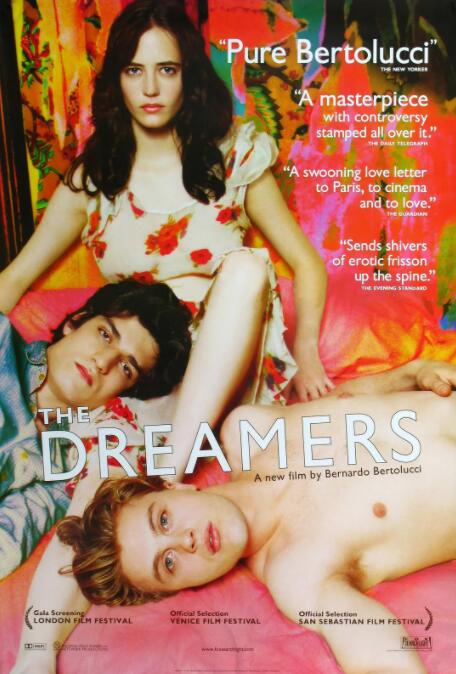 “Pure Bertolucci”
THE NEW YORKER
“A masterpiece
with controversy
stamped all over it.”
THE DAILY TELEGRAPH
“A swooning love letter
to Paris, to cinema
and to love.”
THE GUARDIAN
“Sends shivers
of erotic frisson
up the spine.”
THE EVENING STANDARD
THE
DREAMERS
A new film by Bernardo Bertolucci
Gala Screening
LONDON FILM FESTIVAL
Official Selection
VENICE FILM FESTIVAL
Official Selection
SAN SEBASTIAN FILM FESTIVAL